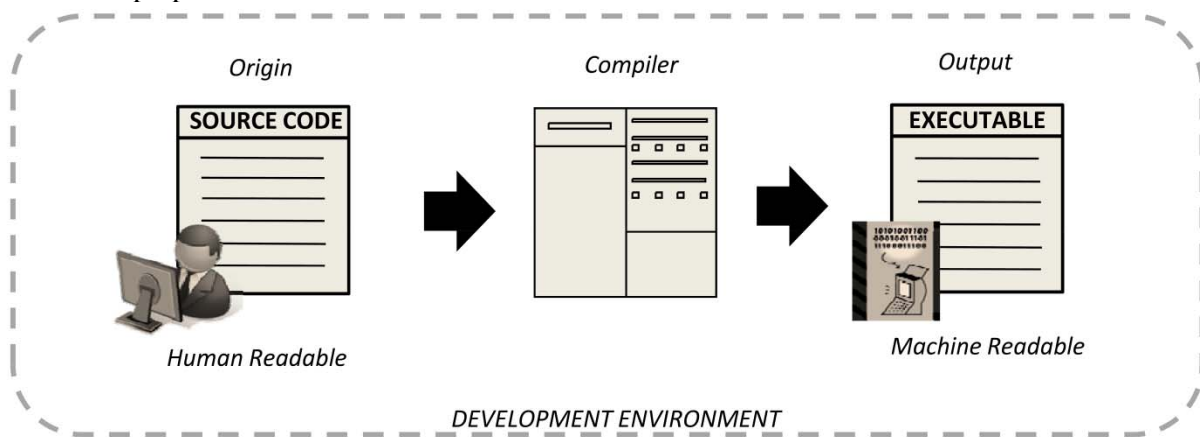 Origin
Compiler
Output
SOURCE CODE
EXECUTABLE
Human Readable
Machine Readable
DEVELOPMENT ENVIRONMENT